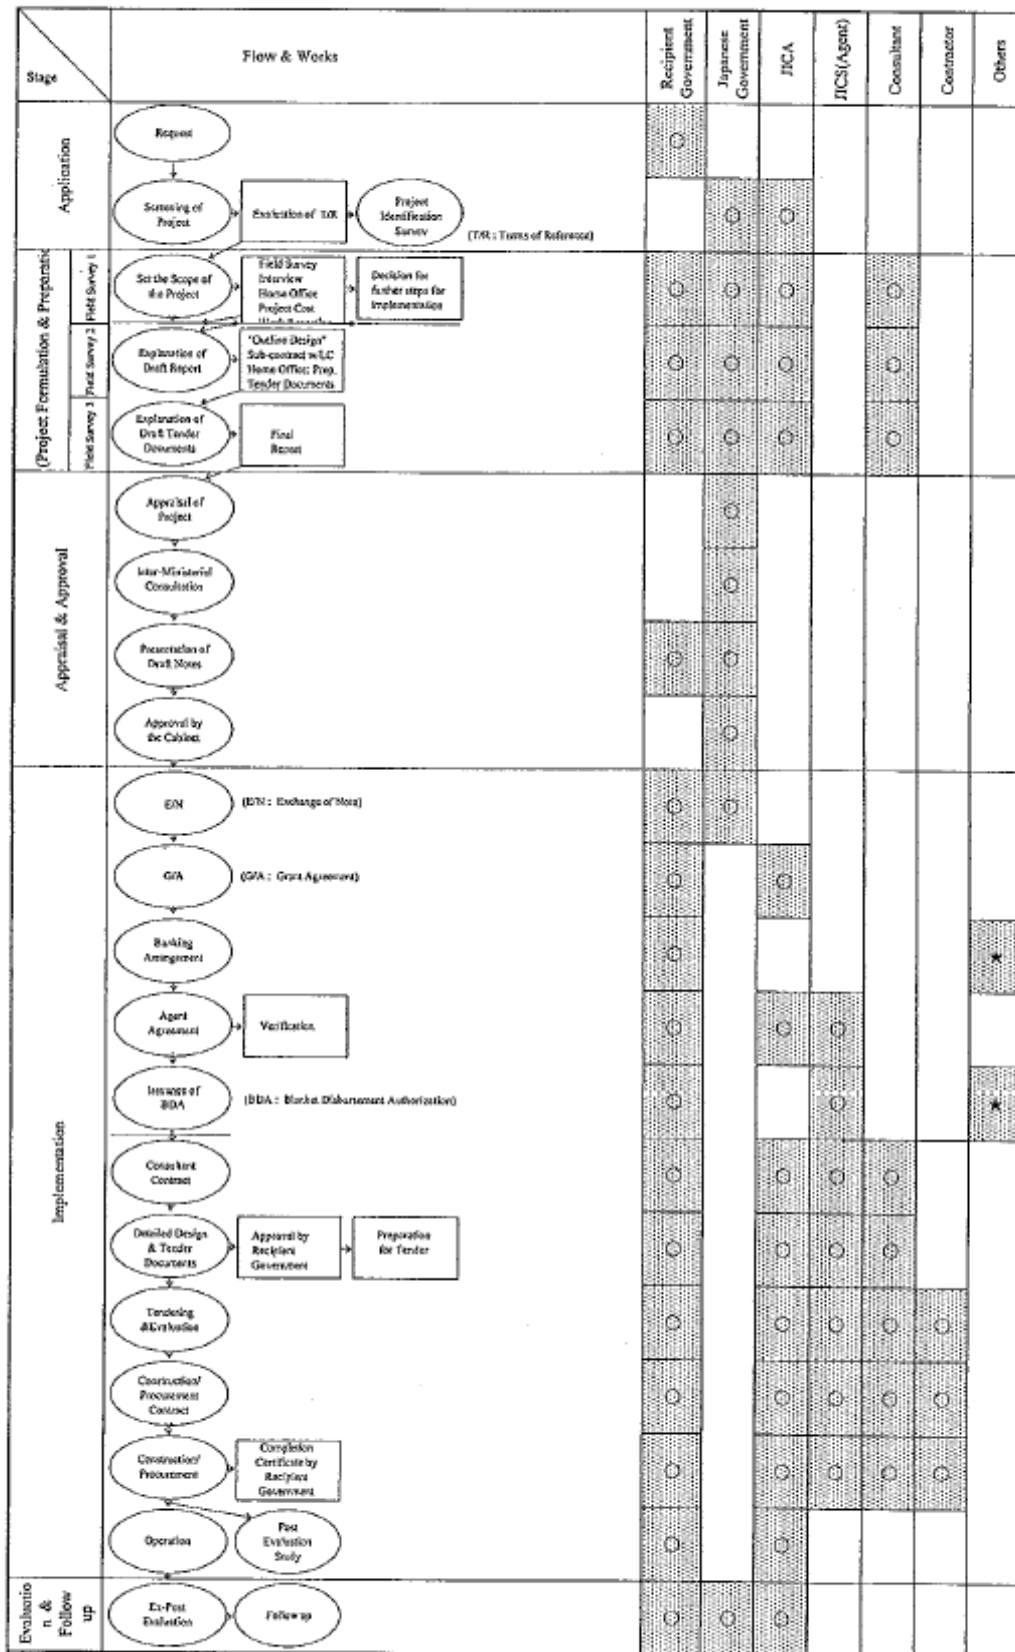 Stage
Flow & Works
Recipient
Government
Japanese
Government
JICA
JICS(Agent)
Consultant
Contractor
Others
Application
Request
Screening of
Project
Evaluation of T/R
Project
Identification
Survey
(T/R : Terms of Reference)
(Project Formulation & Preparatio
Field Survey 1
Set the Scope of
the Project
Field Survey
Interview
Home Office
Project Cost
Decision for
further steps for
implementation
Field Survey 2
Explanation of
Draft Report
"Outline Design"
Sub-contract w/LC
Home Office: Prep.
Tender Documents
Field Survey 3
Explanation of
Draft Tender
Documents
Final
Report
Appraisal & Approval
Appraisal of
Project
Inter-Ministerial
Consultation
Presentation of
Draft Notes
Approval by
the Cabinet
Implementation
E/N
(E/N : Exchange of Note)
G/A
(G/A : Grant Agreement)
Banking
Arrangement
Agent
Agreement
Verification
Issuance of
BDA
(BDA : Blanket Disbursement Authorization)
Consultant
Contract
Detailed Design
& Tender
Documents
Approval by
Recipient
Government
Preparation
for Tender
Tendering
&Evaluation
Construction/
Procurement
Contract
Construction/
Procurement
Completion
Certificate by
Recipient
Government
Operation
Post
Evaluation
Study
Evaluatio
n &
Follow
up
Ex-Post
Evaluation
Follow up